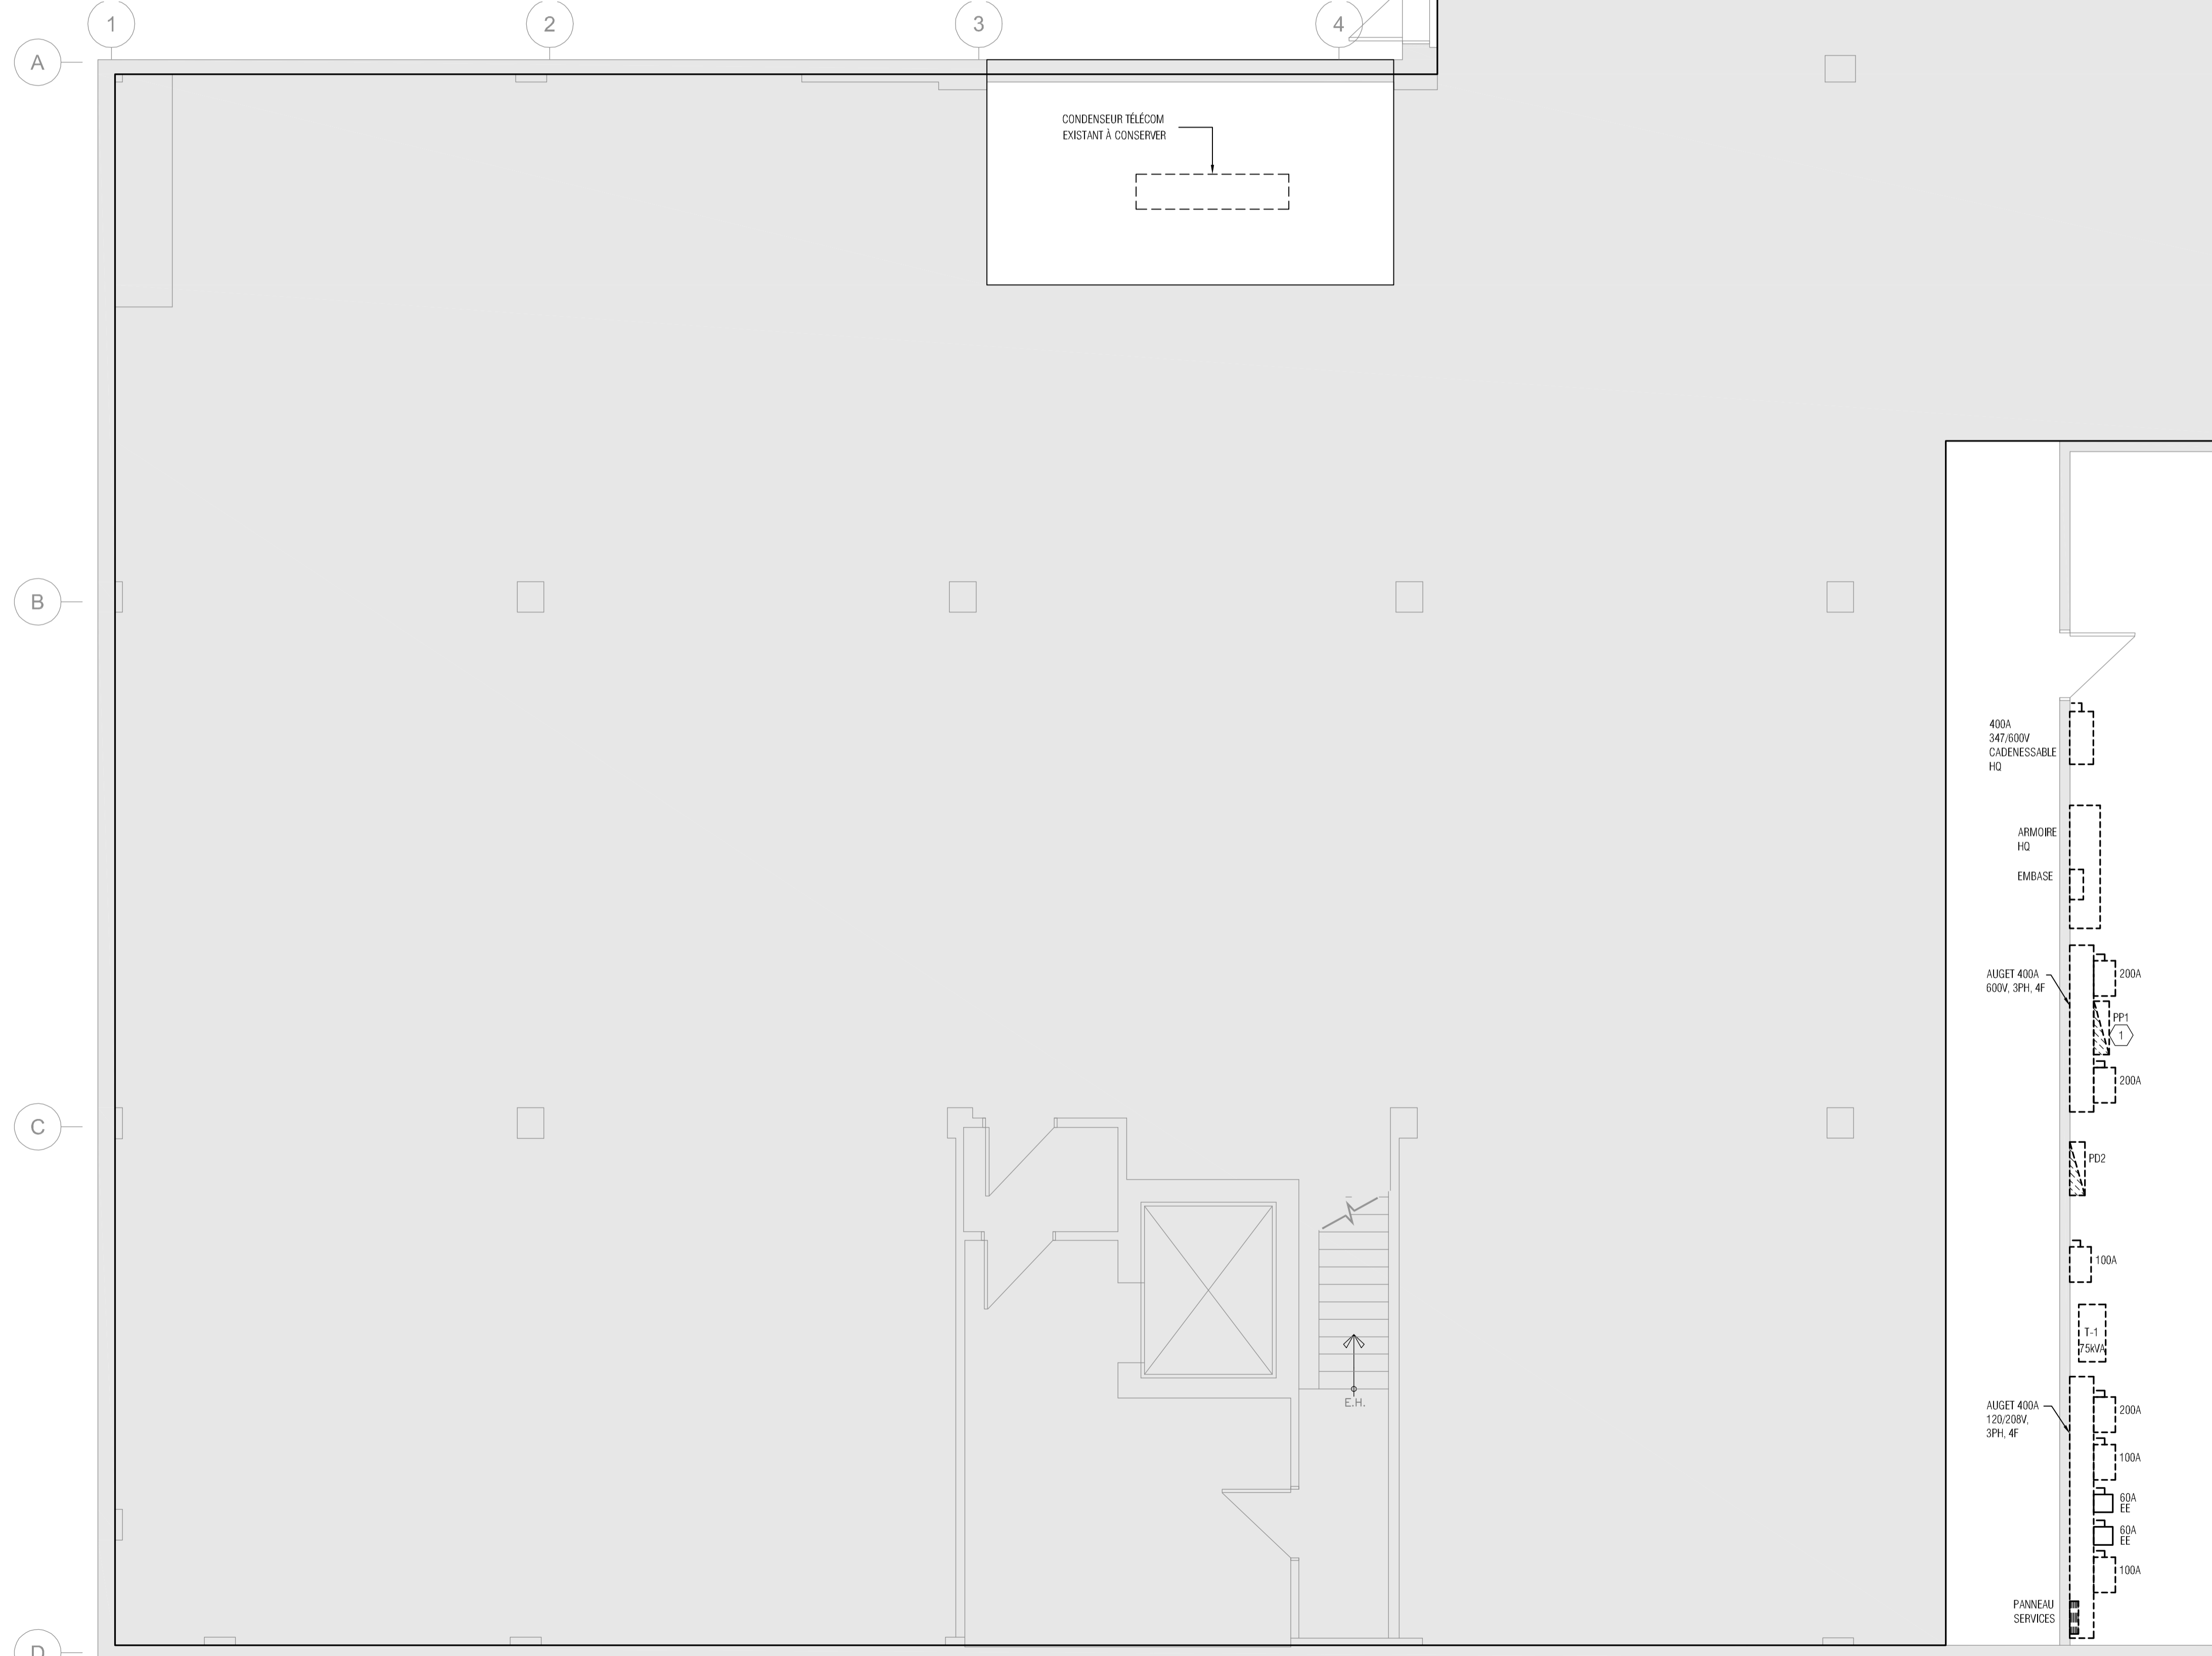 1
2
3
4
A
CONDENSEUR TÉLÉCOM
EXISTANT À CONSERVER
B
400A
347/600V
CADENESSABLE
HQ
ARMOIRE
HQ
EMBASE
AUGET 400A
600V, 3PH, 4F
200A
PP1
1
200A
C
PD2
100A
T-1
75kVA
E.H.
AUGET 400A
120/208V,
3PH, 4F
200A
100A
60A
EE
60A
EE
100A
PANNEAU
SERVICES
D